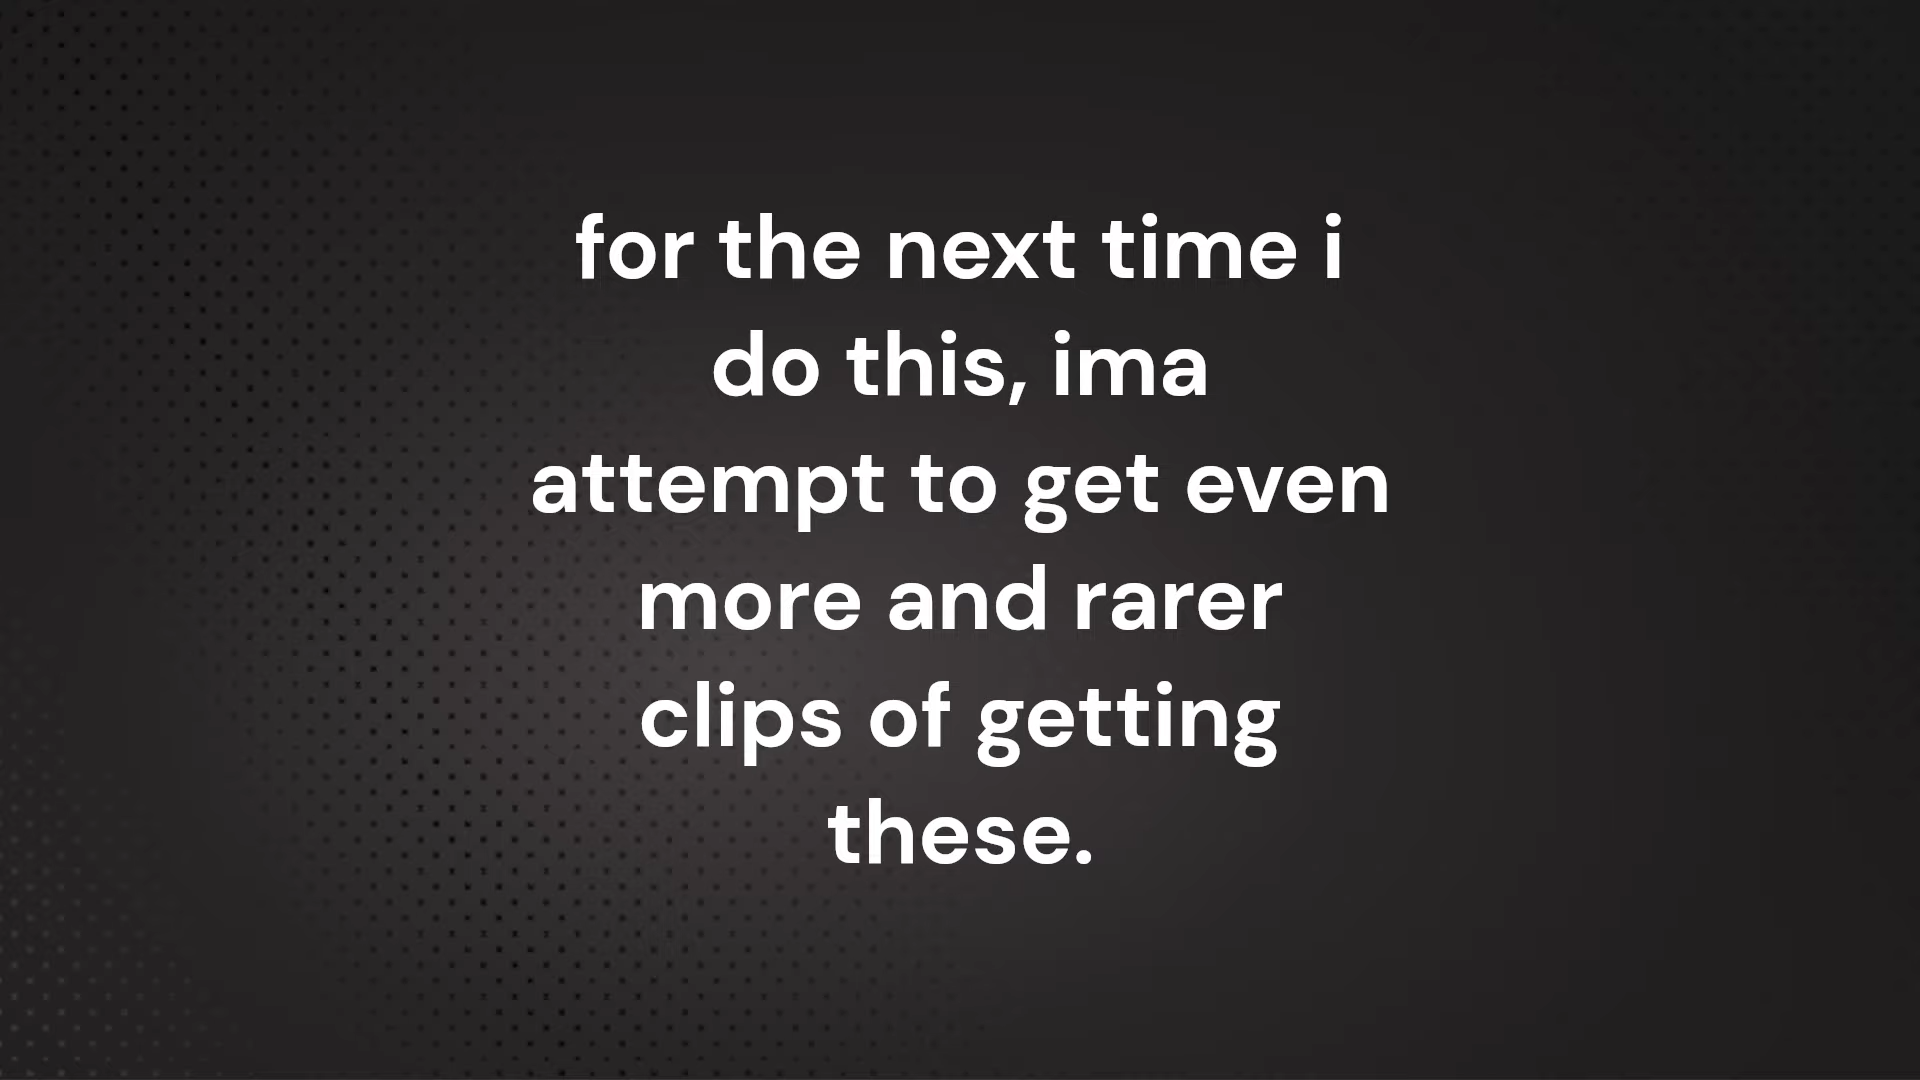 for the next time i
do this, ima
attempt to get even
more and rarer
clips of getting
these.